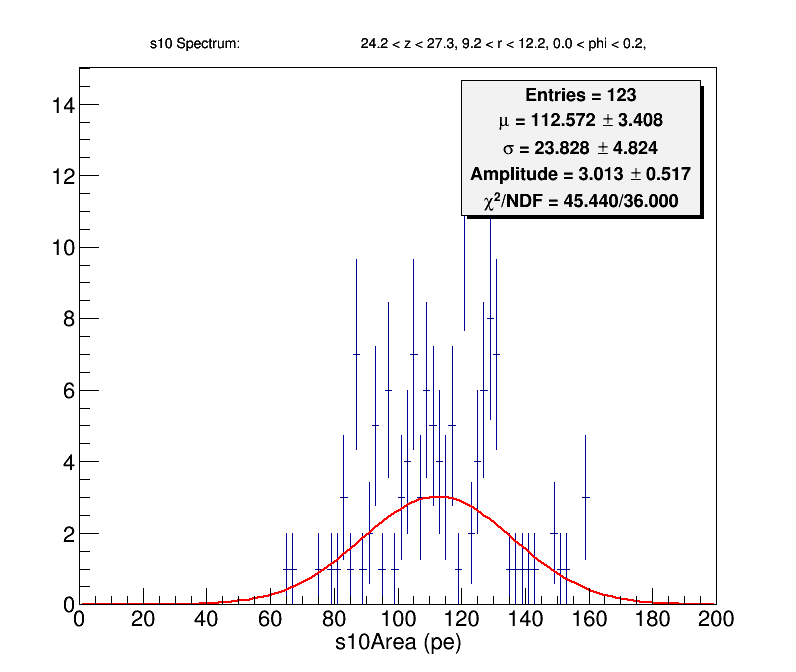 s10 Spectrum: 24.2 < z < 27.3, 9.2 < r < 12.2, 0.0 < phi < 0.2,
Entries = 123
μ = 112.572 ± 3.408
σ = 23.828 ± 4.824
Amplitude = 3.013 ± 0.517
χ²/NDF = 45.440/36.000
14
12
10
8
6
4
2
0
0 20 40 60 80 100 120 140 160 180 200
s10Area (pe)